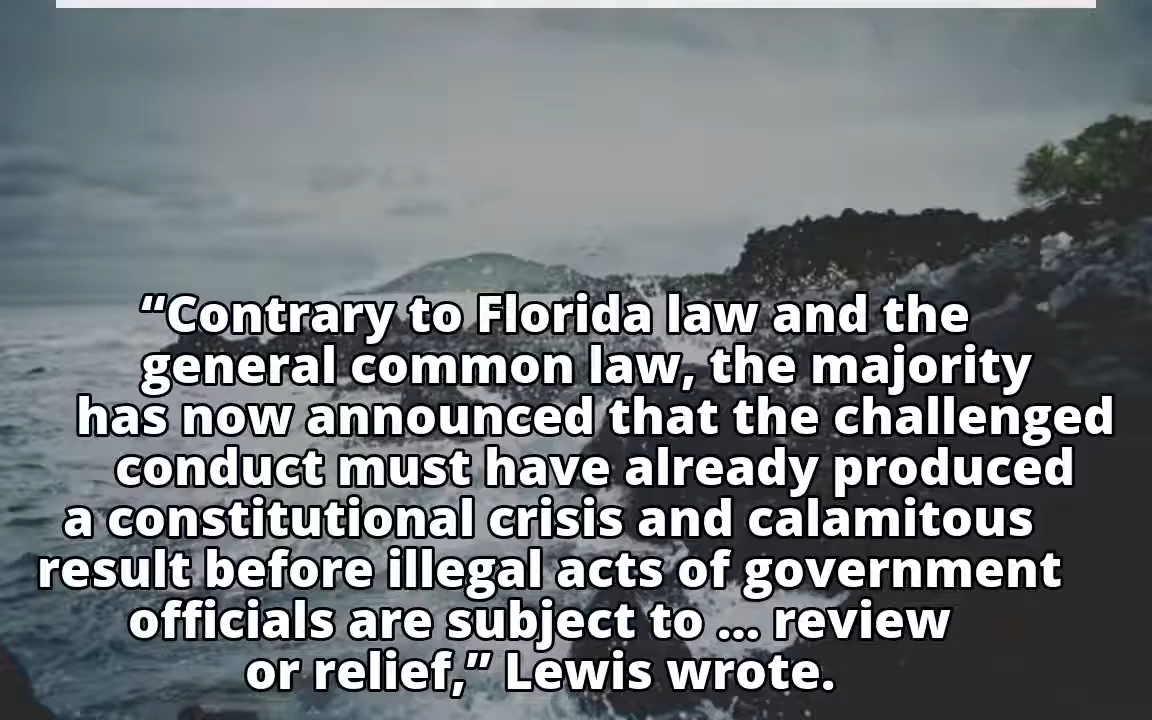 “Contrary to Florida law and the
general common law, the majority
has now announced that the challenged
conduct must have already produced
a constitutional crisis and calamitous
result before illegal acts of government
officials are subject to … review
or relief,” Lewis wrote.